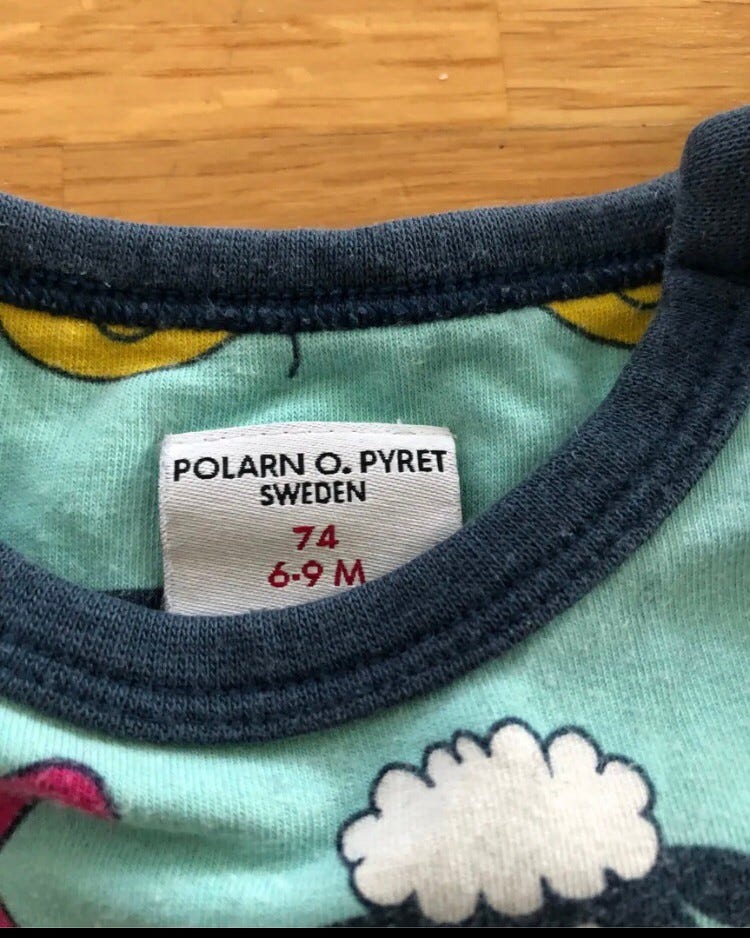 POLARN O. PYRET
SWEDEN
74
6-9 M